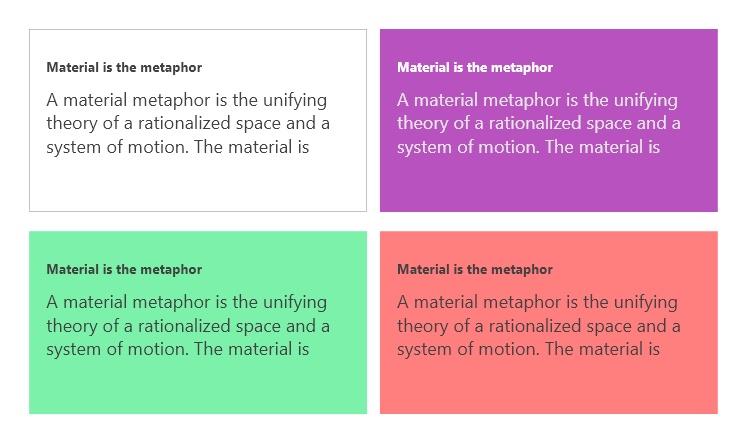 Material is the metaphor
A material metaphor is the unifying
theory of a rationalized space and a
system of motion. The material is
Material is the metaphor
A material metaphor is the unifying
theory of a rationalized space and a
system of motion. The material is
Material is the metaphor
A material metaphor is the unifying
theory of a rationalized space and a
system of motion. The material is
Material is the metaphor
A material metaphor is the unifying
theory of a rationalized space and a
system of motion. The material is